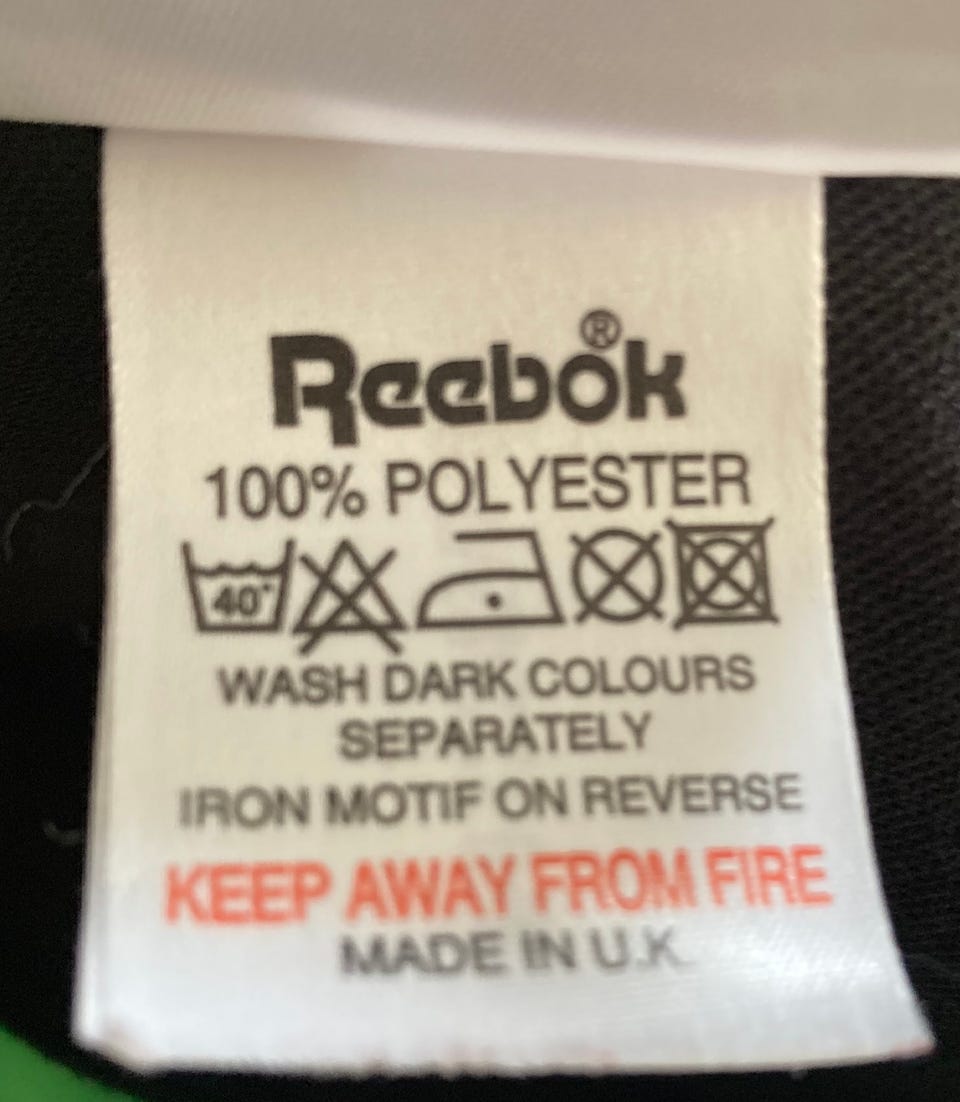 Reebok®
100% POLYESTER
40°
WASH DARK COLOURS
SEPARATELY
IRON MOTIF ON REVERSE
KEEP AWAY FROM FIRE
MADE IN U.K.